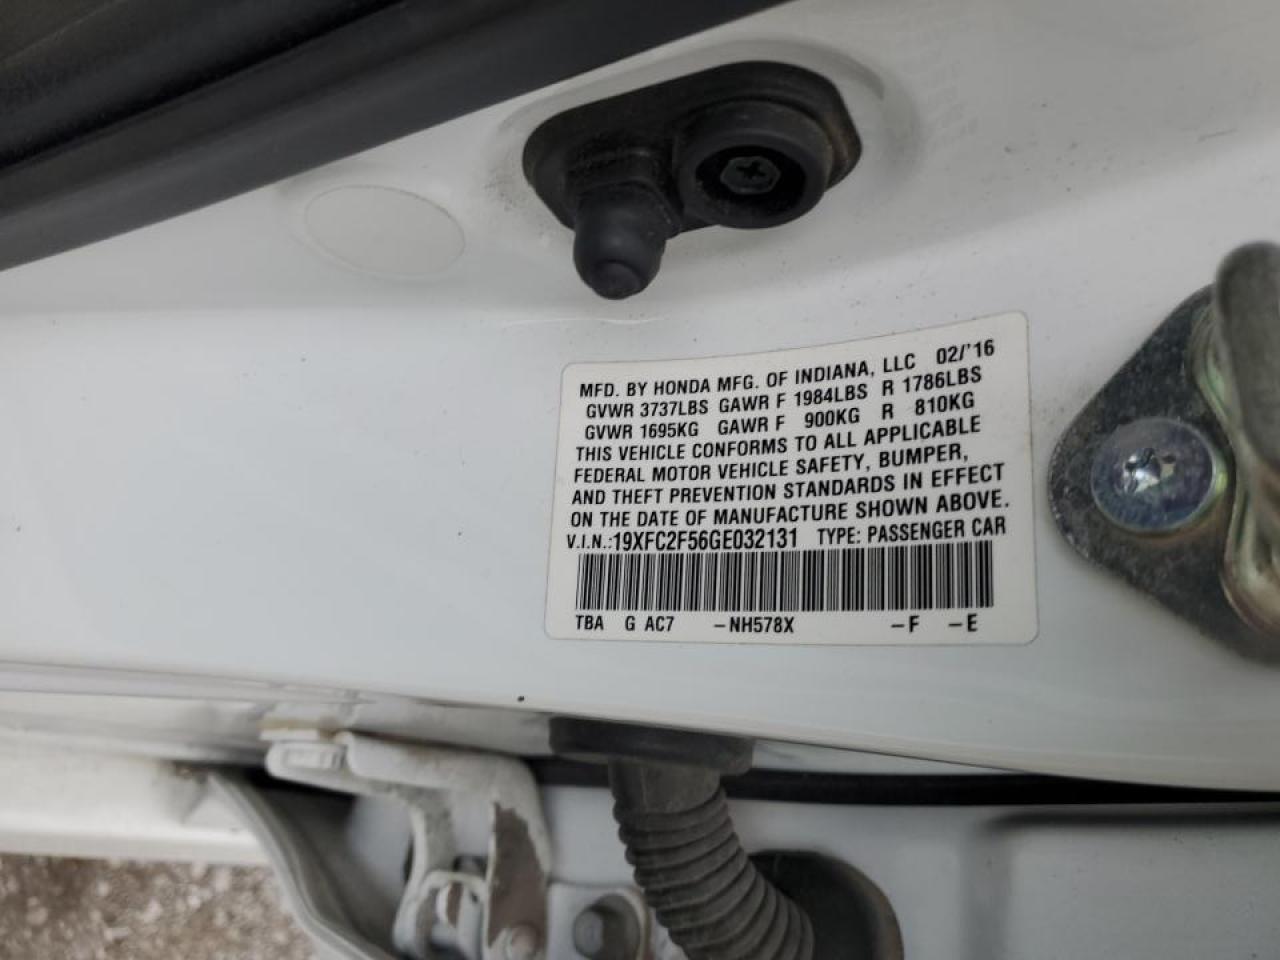 MFD. BY HONDA MFG. OF INDIANA, LLC 02/'16
GVWR 3737LBS GAWR F 1984LBS R 1786LBS
GVWR 1695KG GAWR F 900KG R 810KG
THIS VEHICLE CONFORMS TO ALL APPLICABLE
FEDERAL MOTOR VEHICLE SAFETY, BUMPER,
AND THEFT PREVENTION STANDARDS IN EFFECT
ON THE DATE OF MANUFACTURE SHOWN ABOVE.
V.I.N.:19XFC2F56GE032131 TYPE: PASSENGER CAR
TBA G AC7 -NH578X -F -E